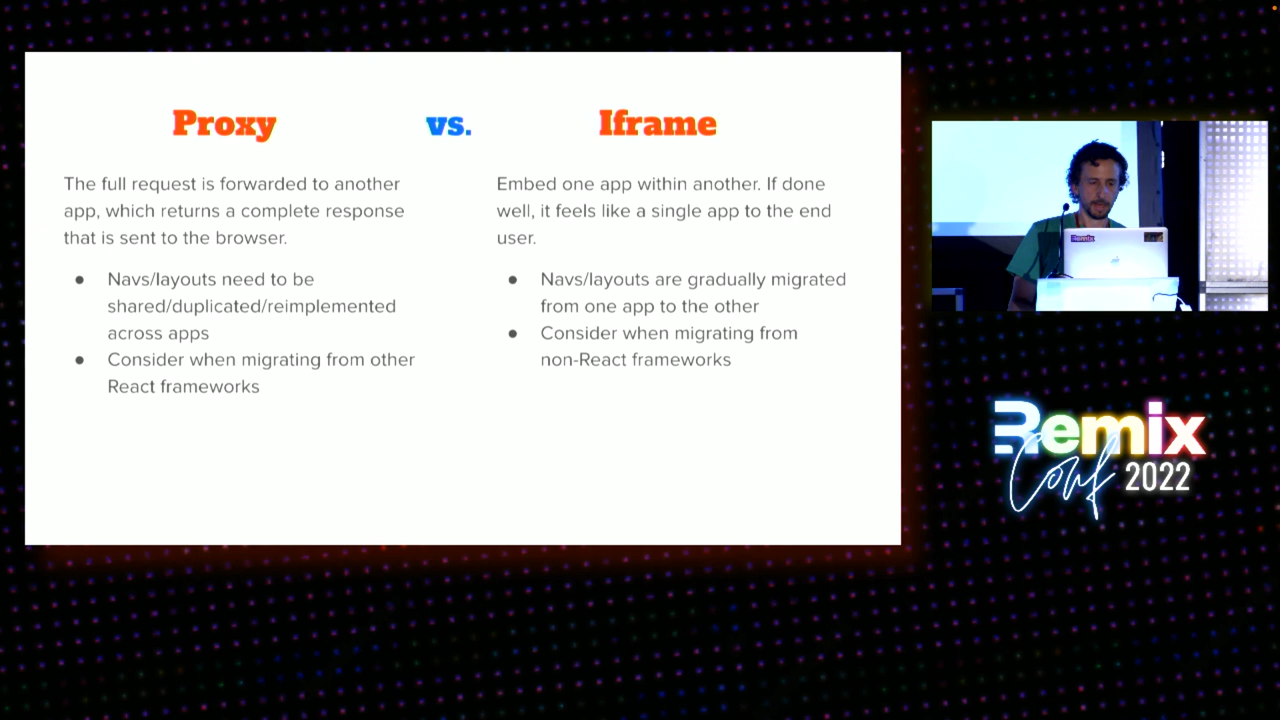 Proxy vs. Iframe
The full request is forwarded to another
app, which returns a complete response
that is sent to the browser.
● Navs/layouts need to be
shared/duplicated/reimplemented
across apps
● Consider when migrating from other
React frameworks
Embed one app within another. If done
well, it feels like a single app to the end
user.
● Navs/layouts are gradually migrated
from one app to the other
● Consider when migrating from
non-React frameworks
Remix
Remix
Conf 2022